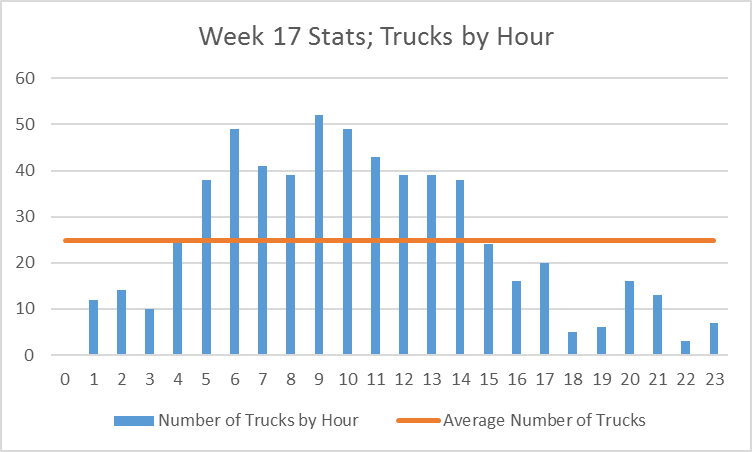 Week 17 Stats; Trucks by Hour
60
50
40
30
20
10
0
0 1 2 3 4 5 6 7 8 9 10 11 12 13 14 15 16 17 18 19 20 21 22 23
Number of Trucks by Hour Average Number of Trucks